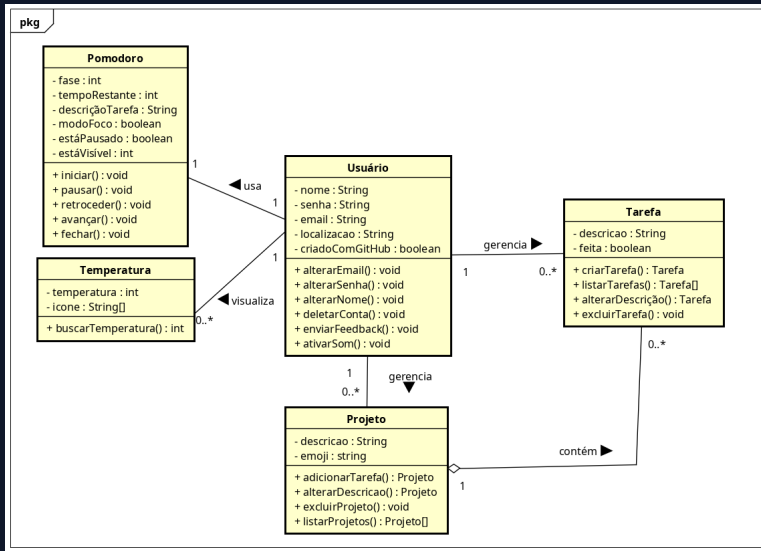 pkg
Pomodoro
- fase : int
- tempoRestante : int
- descriçãoTarefa : String
- modoFoco : boolean
- estáPausado : boolean
- estáVisível : int
+ iniciar() : void
+ pausar() : void
+ retroceder() : void
+ avançar() : void
+ fechar() : void
1
usa
1
Usuário
- nome : String
- senha : String
- email : String
- localizacao : String
- criadoComGitHub : boolean
+ alterarEmail() : void
+ alterarSenha() : void
+ alterarNome() : void
+ deletarConta() : void
+ enviarFeedback() : void
+ ativarSom() : void
Temperatura
- temperatura : int
- icone : String[]
+ buscarTemperatura() : int
1
visualiza
0..*
gerencia
1
0..*
Tarefa
- descricao : String
- feita : boolean
+ criarTarefa() : Tarefa
+ listarTarefas() : Tarefa[]
+ alterarDescrição() : Tarefa
+ excluirTarefa() : void
0..*
1
gerencia
0..*
Projeto
- descricao : String
- emoji : string
+ adicionarTarefa() : Projeto
+ alterarDescricao() : Projeto
+ excluirProjeto() : void
+ listarProjetos() : Projeto[]
contém
1